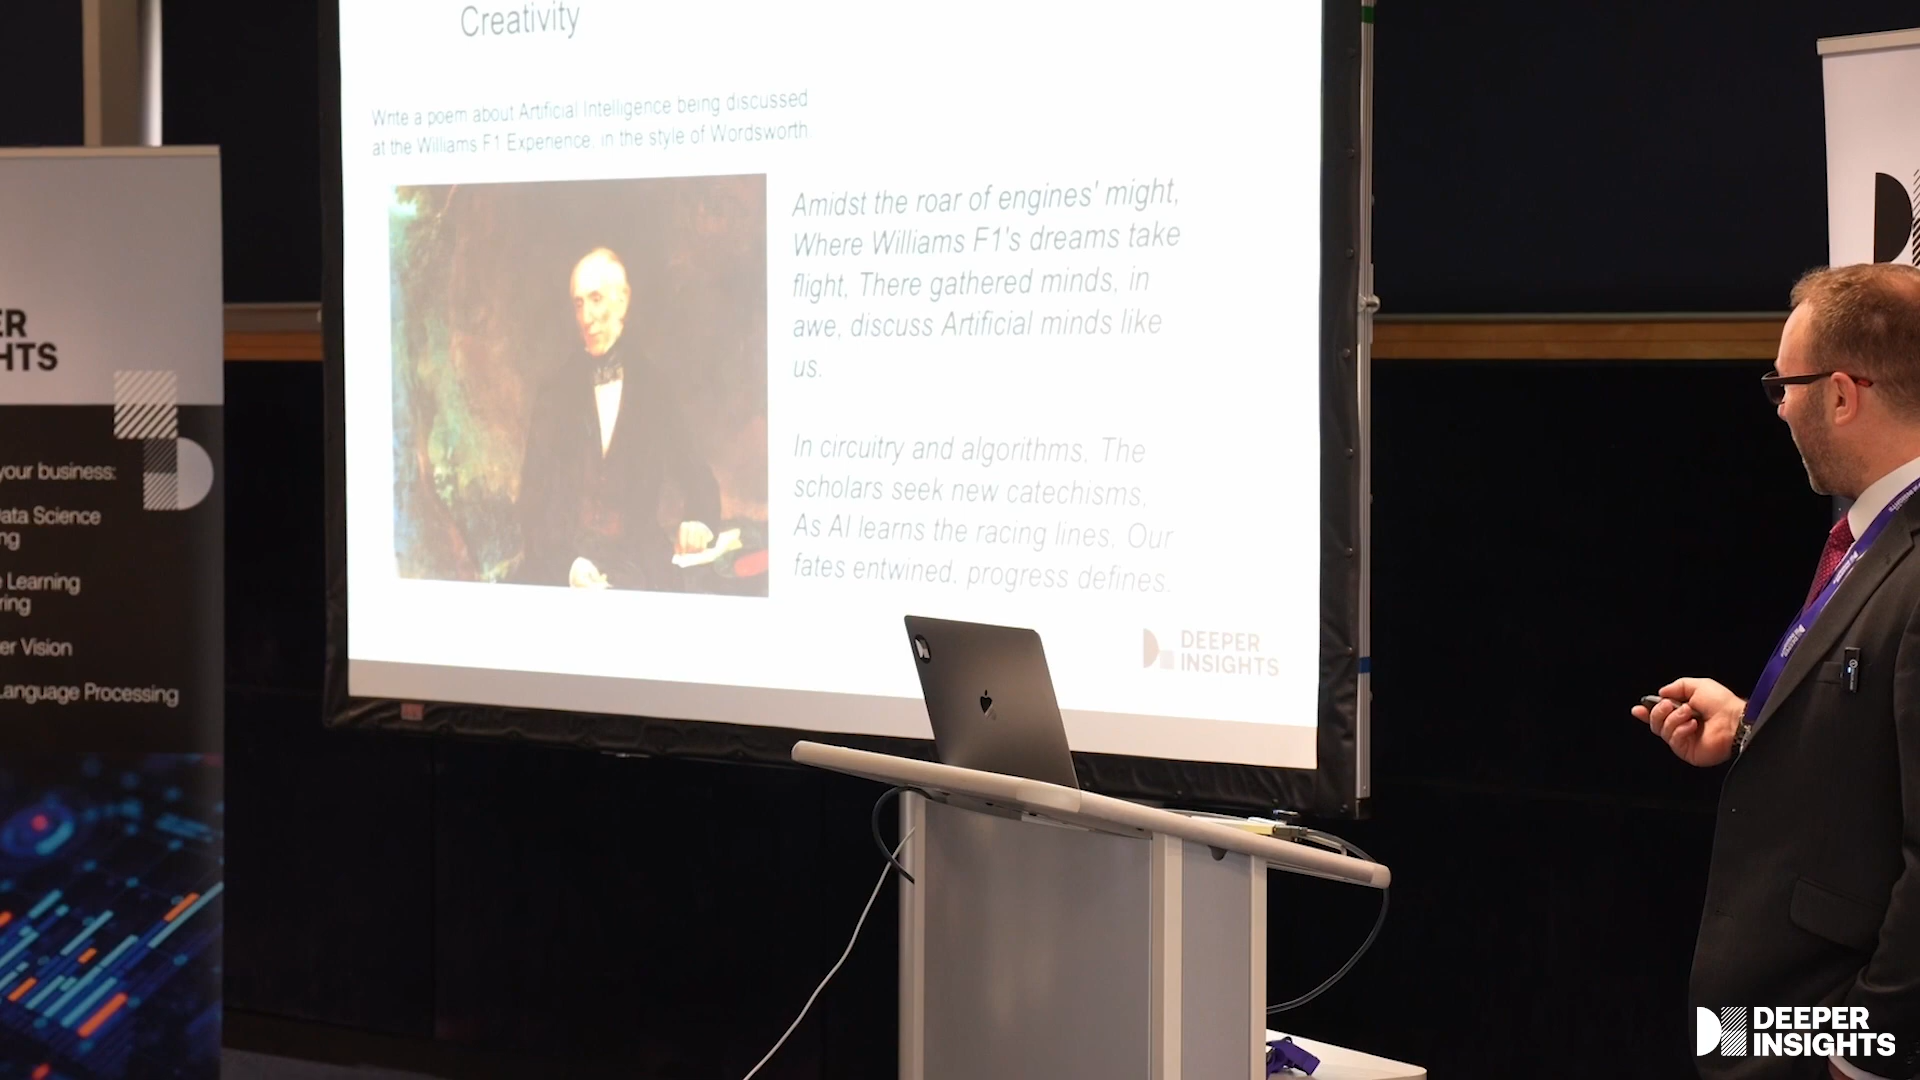 Creativity
Write a poem about Artificial Intelligence being discussed
at the Williams F1 Experience, in the style of Wordsworth.
Amidst the roar of engines' might,
Where Williams F1's dreams take
flight, There gathered minds, in
awe, discuss Artificial minds like
us.
In circuitry and algorithms, The
scholars seek new catechisms,
As AI learns the racing lines, Our
fates entwined, progress defines.
DEEPER
INSIGHTS
ER
HTS
your business:
Data Science
ng
Learning
ring
er Vision
Language Processing
DEEPER
INSIGHTS